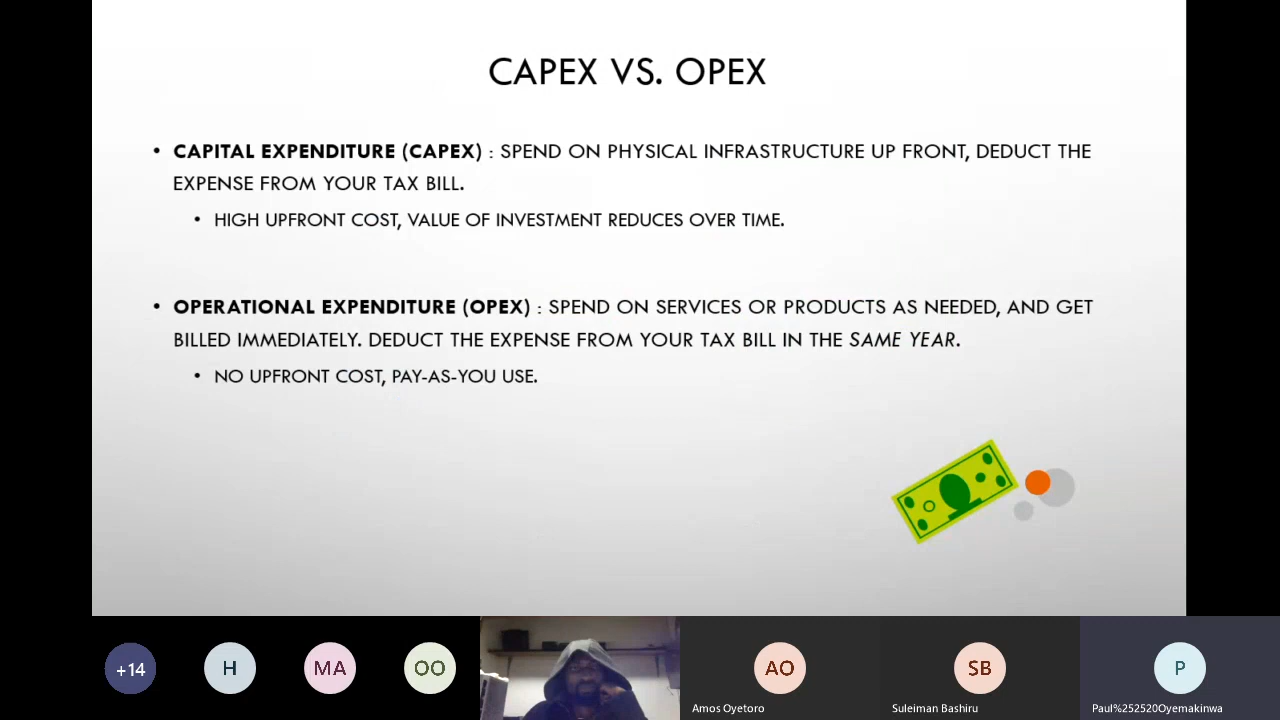 CAPEX VS. OPEX
• CAPITAL EXPENDITURE (CAPEX) : SPEND ON PHYSICAL INFRASTRUCTURE UP FRONT, DEDUCT THE
EXPENSE FROM YOUR TAX BILL.
• HIGH UPFRONT COST, VALUE OF INVESTMENT REDUCES OVER TIME.
• OPERATIONAL EXPENDITURE (OPEX) : SPEND ON SERVICES OR PRODUCTS AS NEEDED, AND GET
BILLED IMMEDIATELY. DEDUCT THE EXPENSE FROM YOUR TAX BILL IN THE SAME YEAR.
• NO UPFRONT COST, PAY-AS-YOU USE.
+14
H
MA
OO
AO
SB
P
Amos Oyetoro
Suleiman Bashiru
Paul%252520Oyemakinwa